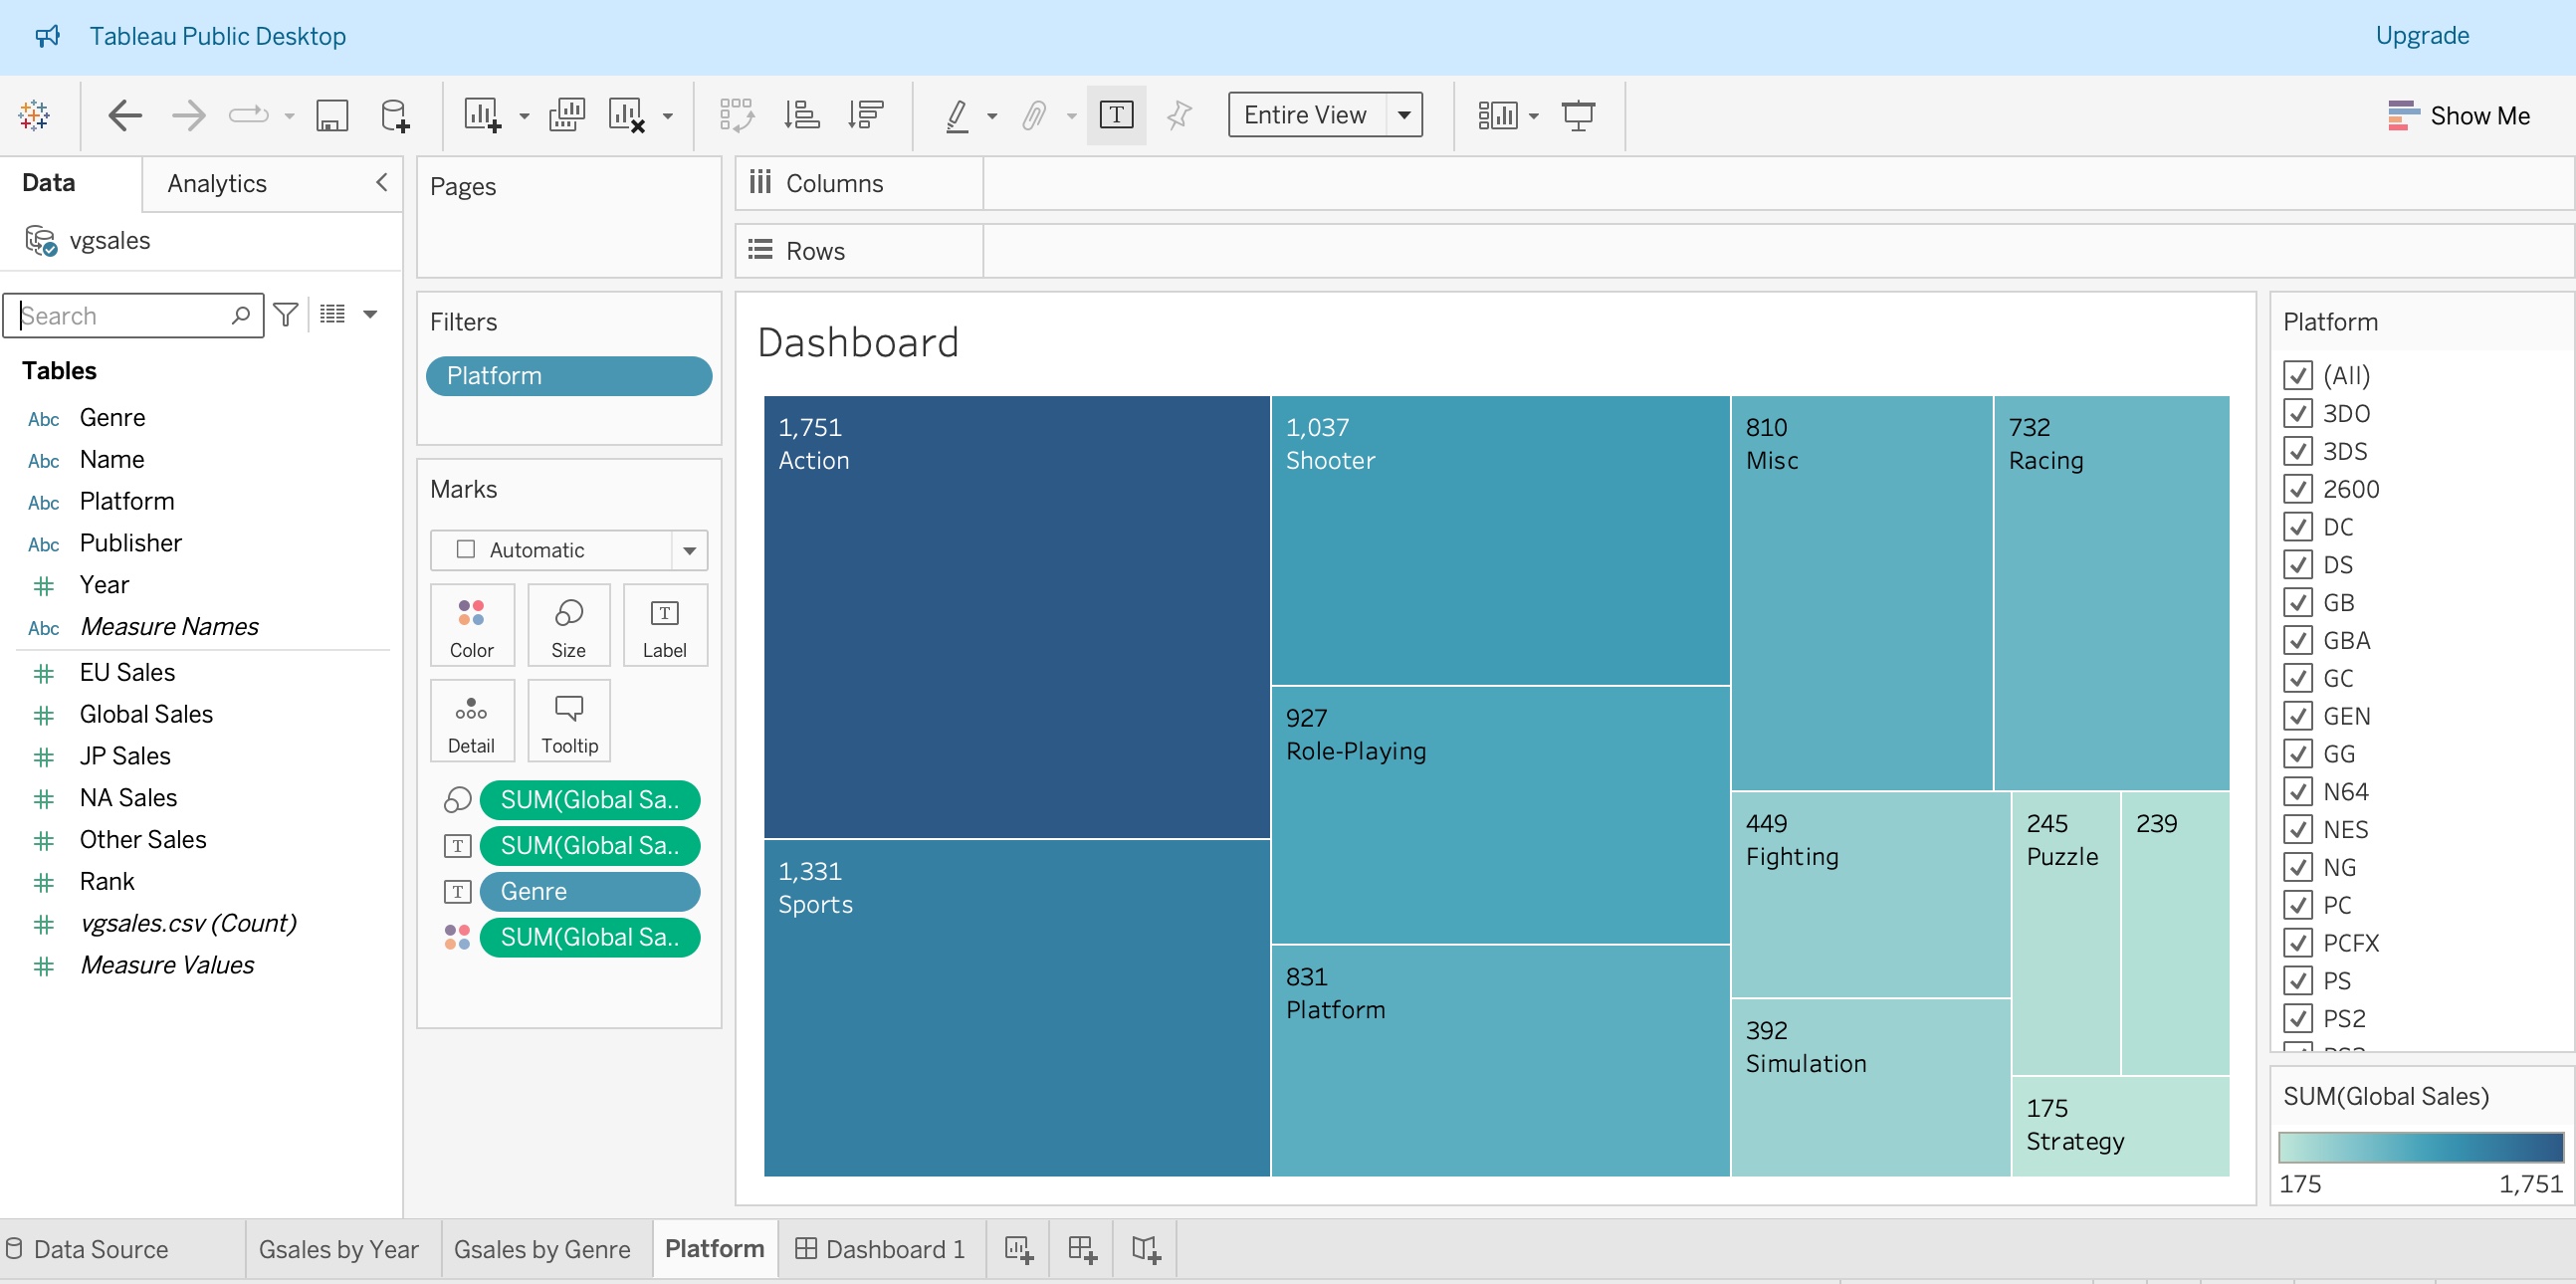 Tableau Public Desktop
Upgrade
Entire View
Show Me
Data
Analytics
vgsales
Search
Tables
Abc Genre
Abc Name
Abc Platform
Abc Publisher
# Year
Abc Measure Names
# EU Sales
# Global Sales
# JP Sales
# NA Sales
# Other Sales
# Rank
# vgsales.csv (Count)
# Measure Values
Pages
Filters
Platform
Marks
Automatic
Color
Size
T
Label
Detail
Tooltip
SUM(Global Sa..
T SUM(Global Sa..
T Genre
SUM(Global Sa..
Columns
Rows
Dashboard
1,751
Action
1,331
Sports
1,037
Shooter
927
Role-Playing
831
Platform
810
Misc
732
Racing
449
Fighting
392
Simulation
245
Puzzle
239
175
Strategy
Platform
(All)
3DO
3DS
2600
DC
DS
GB
GBA
GC
GEN
GG
N64
NES
NG
PC
PCFX
PS
PS2
SUM(Global Sales)
175
1,751
Data Source
Gsales by Year
Gsales by Genre
Platform
Dashboard 1